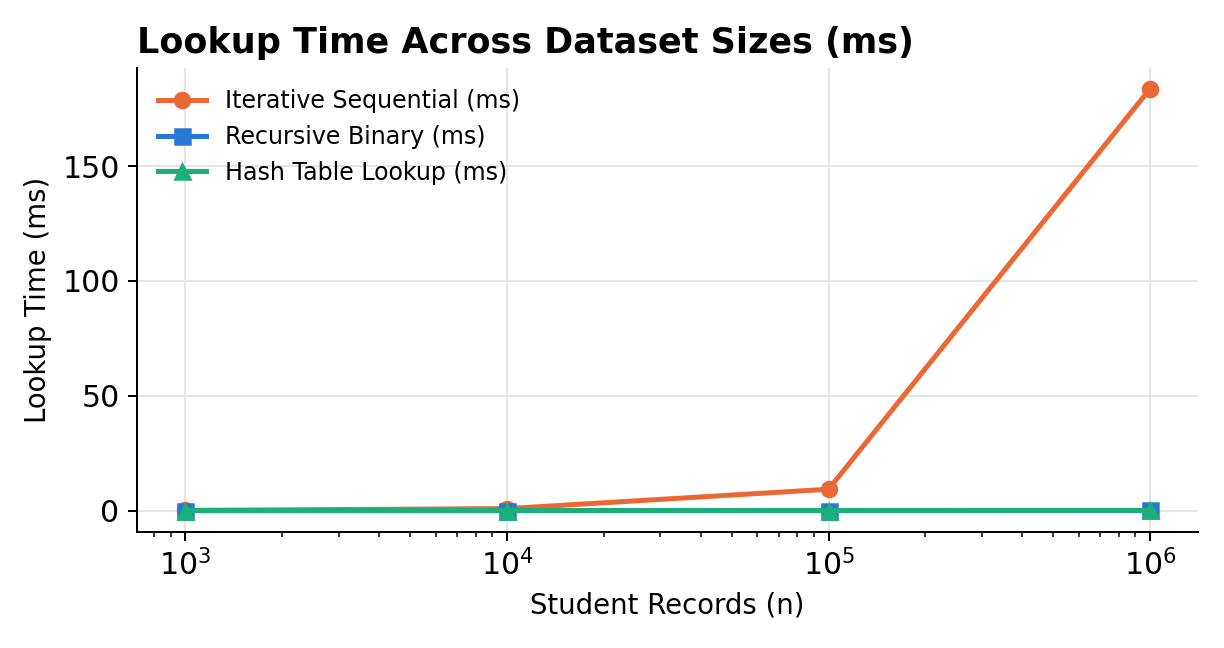 Lookup Time Across Dataset Sizes (ms)
Iterative Sequential (ms)
Recursive Binary (ms)
Hash Table Lookup (ms)
Lookup Time (ms)
150
100
50
0
10³
10⁴
10⁵
10⁶
Student Records (n)